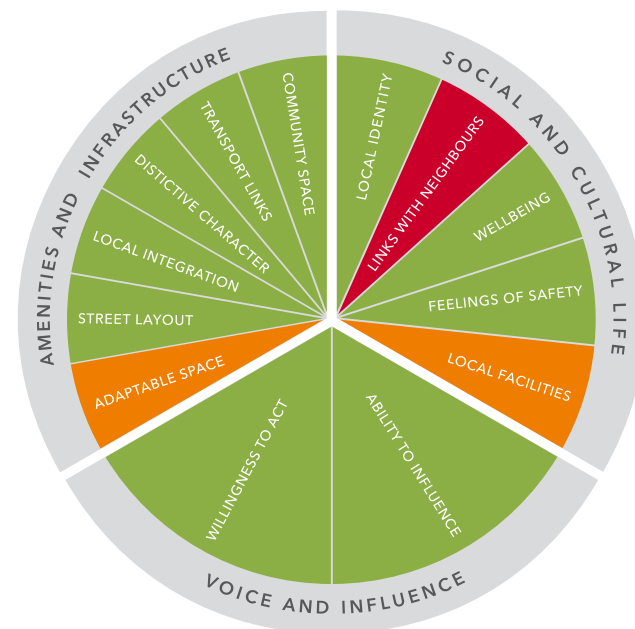 AMENITIES AND INFRASTRUCTURE
COMMUNITY SPACE
TRANSPORT LINKS
DISTICTIVE CHARACTER
LOCAL INTEGRATION
STREET LAYOUT
ADAPTABLE SPACE
SOCIAL AND CULTURAL LIFE
LOCAL IDENTITY
LINKS WITH NEIGHBOURS
WELLBEING
FEELINGS OF SAFETY
LOCAL FACILITIES
WILLINGNESS TO ACT
ABILITY TO INFLUENCE
VOICE AND INFLUENCE